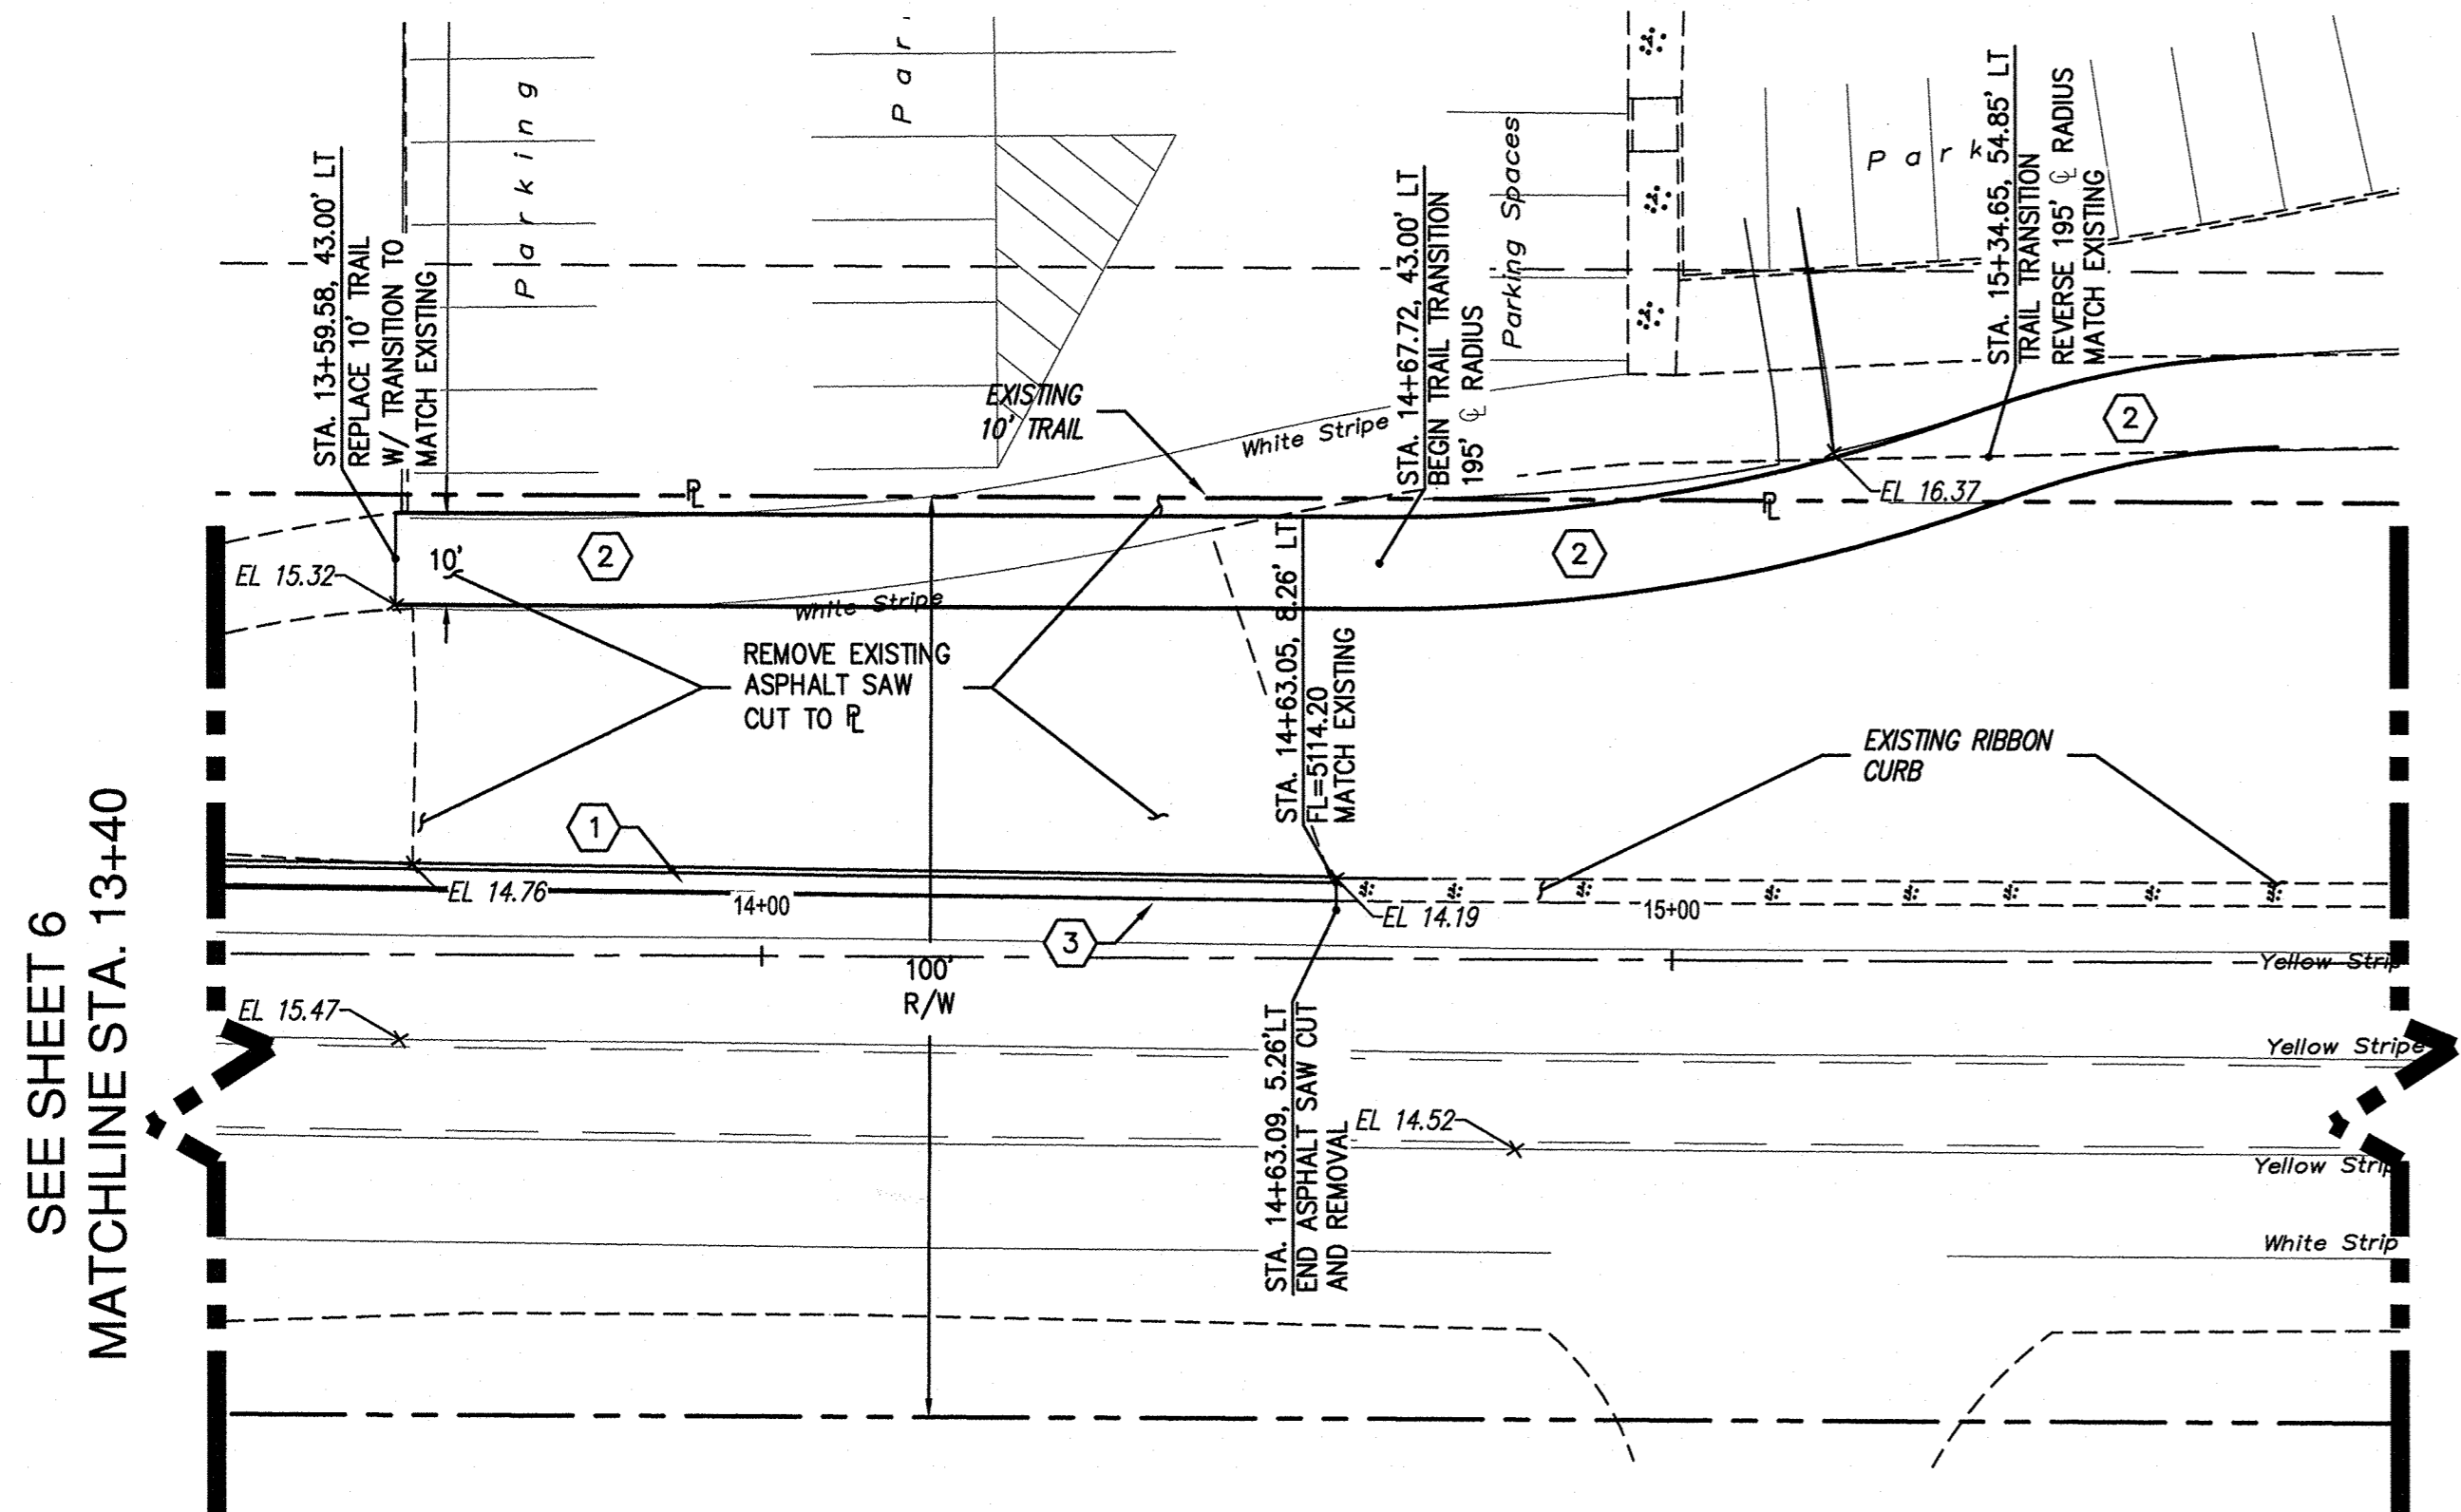 SEE SHEET 6
MATCHLINE STA. 13+40
STA. 13+59.58, 43.00' LT
REPLACE 10' TRAIL
W/ TRANSITION TO
MATCH EXISTING
Parking
Par
EXISTING
10' TRAIL
White Stripe
STA. 14+67.72, 43.00' LT
BEGIN TRAIL TRANSITION
195' ℄ RADIUS
Parking Spaces
Park
STA. 15+34.65, 54.85' LT
TRAIL TRANSITION
REVERSE 195' ℄ RADIUS
MATCH EXISTING
2
EL 16.37
PL
PL
EL 15.32
10'
2
2
White Stripe
REMOVE EXISTING
ASPHALT SAW
CUT TO PL
STA. 14+63.05, 8.26' LT
FL=5114.20
MATCH EXISTING
EXISTING RIBBON
CURB
1
EL 14.76
14+00
3
EL 14.19
15+00
100'
R/W
Yellow Strip
EL 15.47
Yellow Stripe
STA. 14+63.09, 5.26'LT
END ASPHALT SAW CUT
AND REMOVAL
EL 14.52
Yellow Strip
White Strip